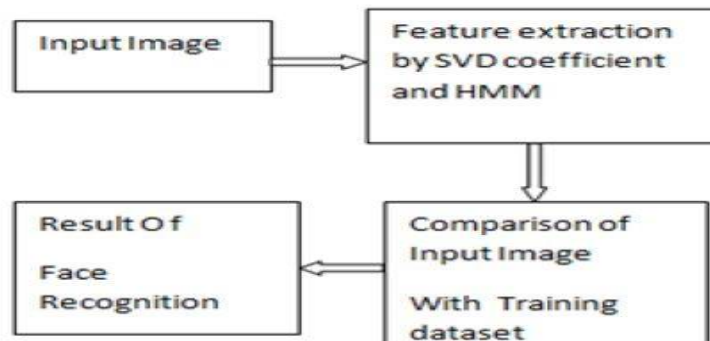 Input Image
Feature extraction
by SVD coefficient
and HMM
Comparison of
Input Image
With Training
dataset
Result Of
Face
Recognition